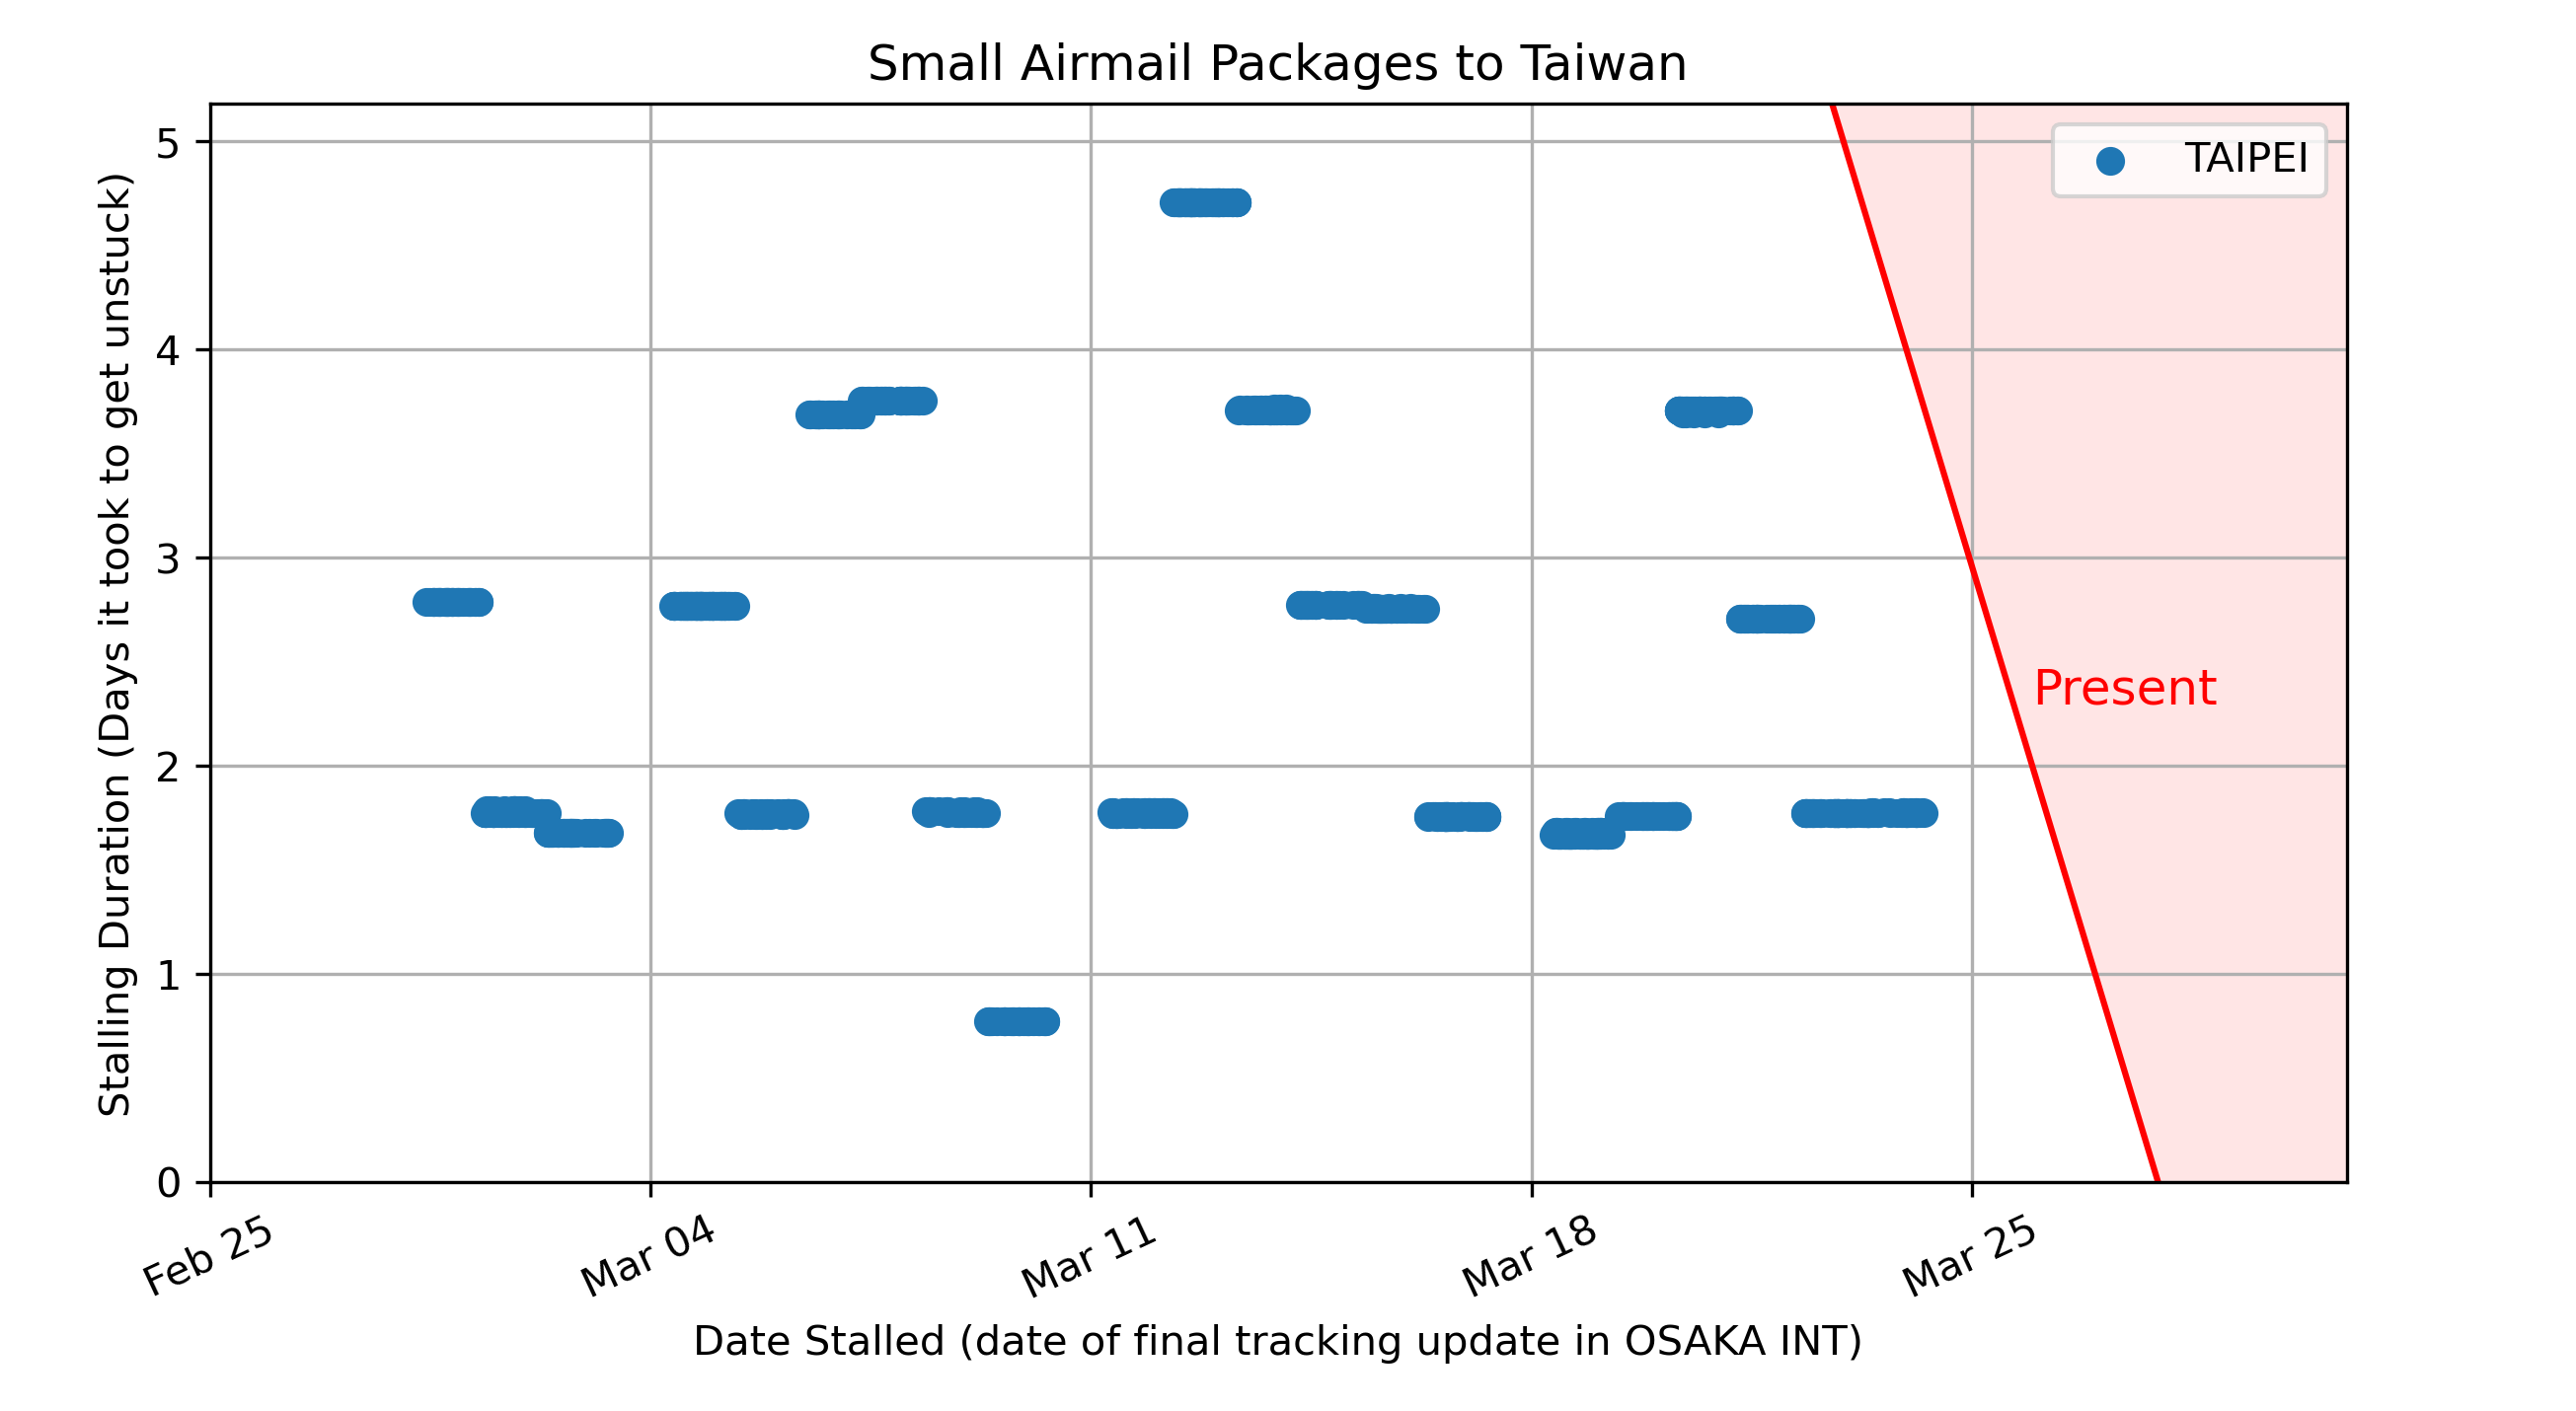 Small Airmail Packages to Taiwan
Stalling Duration (Days it took to get unstuck)
5
4
3
2
1
0
TAIPEI
Present
Feb 25
Mar 04
Mar 11
Mar 18
Mar 25
Date Stalled (date of final tracking update in OSAKA INT)